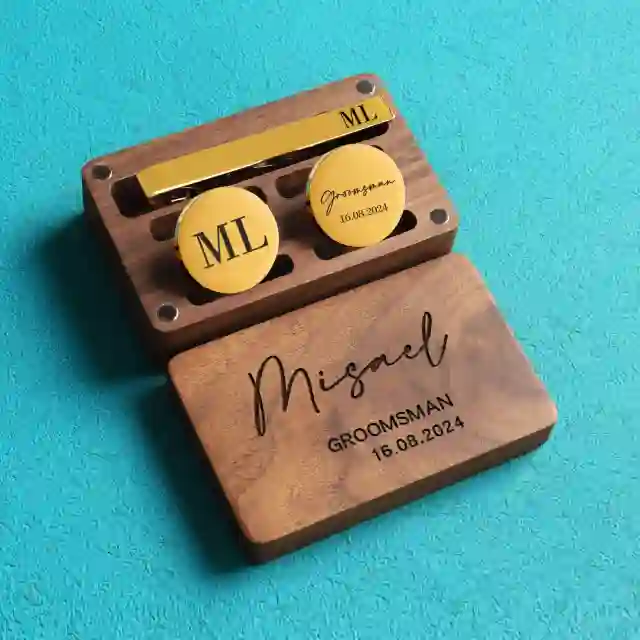 ML
ML
Groomsman
16.08.2024
Misael
GROOMSMAN
16.08.2024